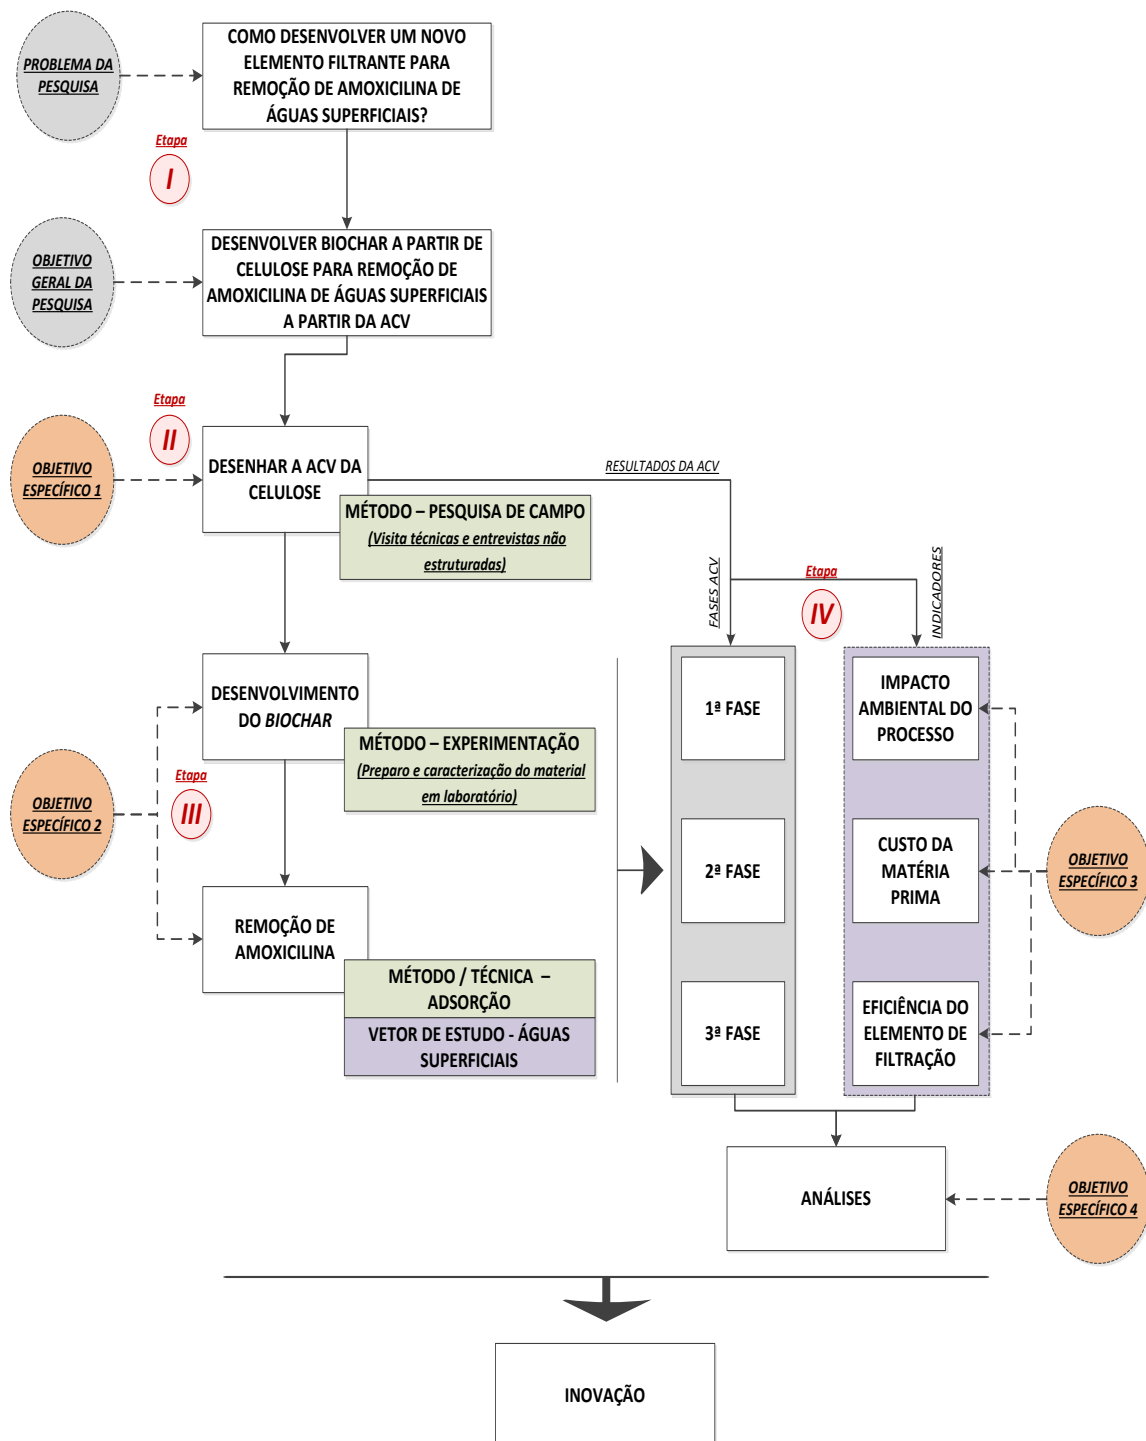 PROBLEMA DA
PESQUISA
COMO DESENVOLVER UM NOVO
ELEMENTO FILTRANTE PARA
REMOÇÃO DE AMOXICILINA DE
ÁGUAS SUPERFICIAIS?
Etapa
I
OBJETIVO
GERAL DA
PESQUISA
DESENVOLVER BIOCHAR A PARTIR DE
CELULOSE PARA REMOÇÃO DE
AMOXICILINA DE ÁGUAS SUPERFICIAIS
A PARTIR DA ACV
Etapa
II
OBJETIVO
ESPECÍFICO 1
DESENHAR A ACV DA
CELULOSE
RESULTADOS DA ACV
MÉTODO – PESQUISA DE CAMPO
(Visita técnicas e entrevistas não
estruturadas)
FASES ACV
Etapa
IV
INDICADORES
DESENVOLVIMENTO
DO BIOCHAR
MÉTODO – EXPERIMENTAÇÃO
(Preparo e caracterização do material
em laboratório)
Etapa
III
OBJETIVO
ESPECÍFICO 2
REMOÇÃO DE
AMOXICILINA
MÉTODO / TÉCNICA –
ADSORÇÃO
VETOR DE ESTUDO - ÁGUAS
SUPERFICIAIS
1ª FASE
2ª FASE
3ª FASE
IMPACTO
AMBIENTAL DO
PROCESSO
CUSTO DA
MATÉRIA
PRIMA
EFICIÊNCIA DO
ELEMENTO DE
FILTRAÇÃO
OBJETIVO
ESPECÍFICO 3
ANÁLISES
OBJETIVO
ESPECÍFICO 4
INOVAÇÃO